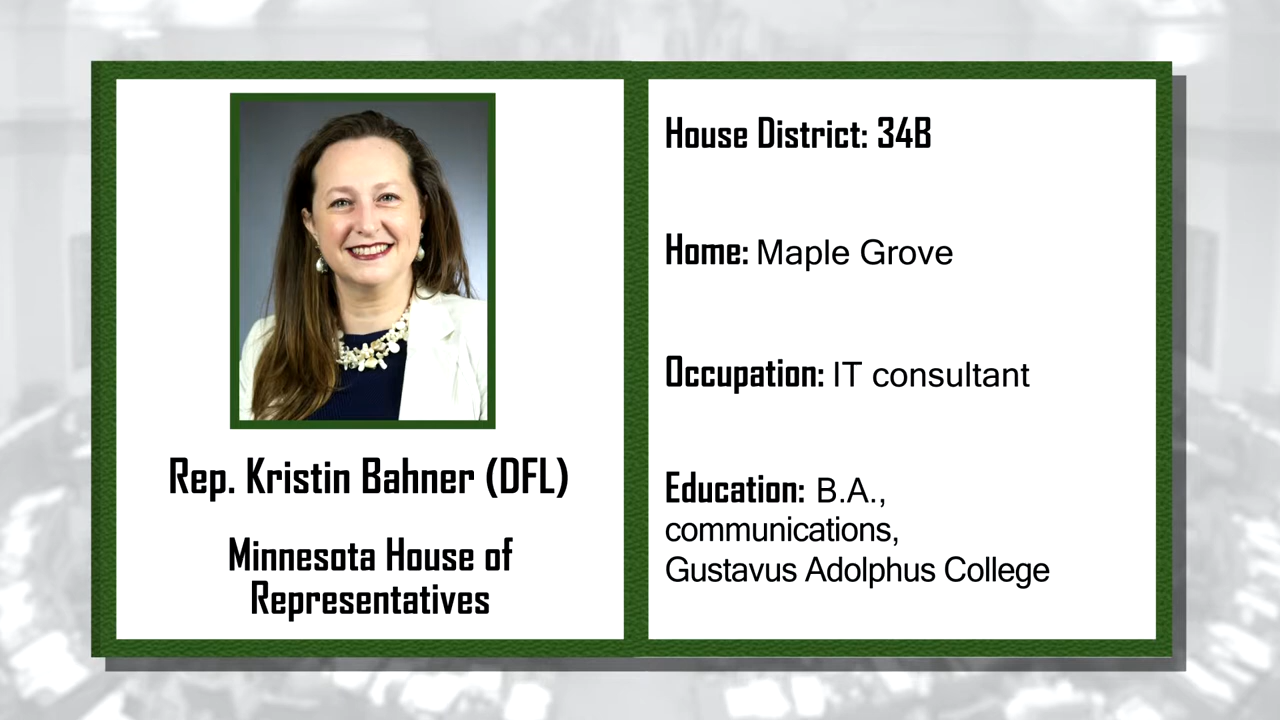 Rep. Kristin Bahner (DFL)
Minnesota House of
Representatives
House District: 34B
Home: Maple Grove
Occupation: IT consultant
Education: B.A.,
communications,
Gustavus Adolphus College